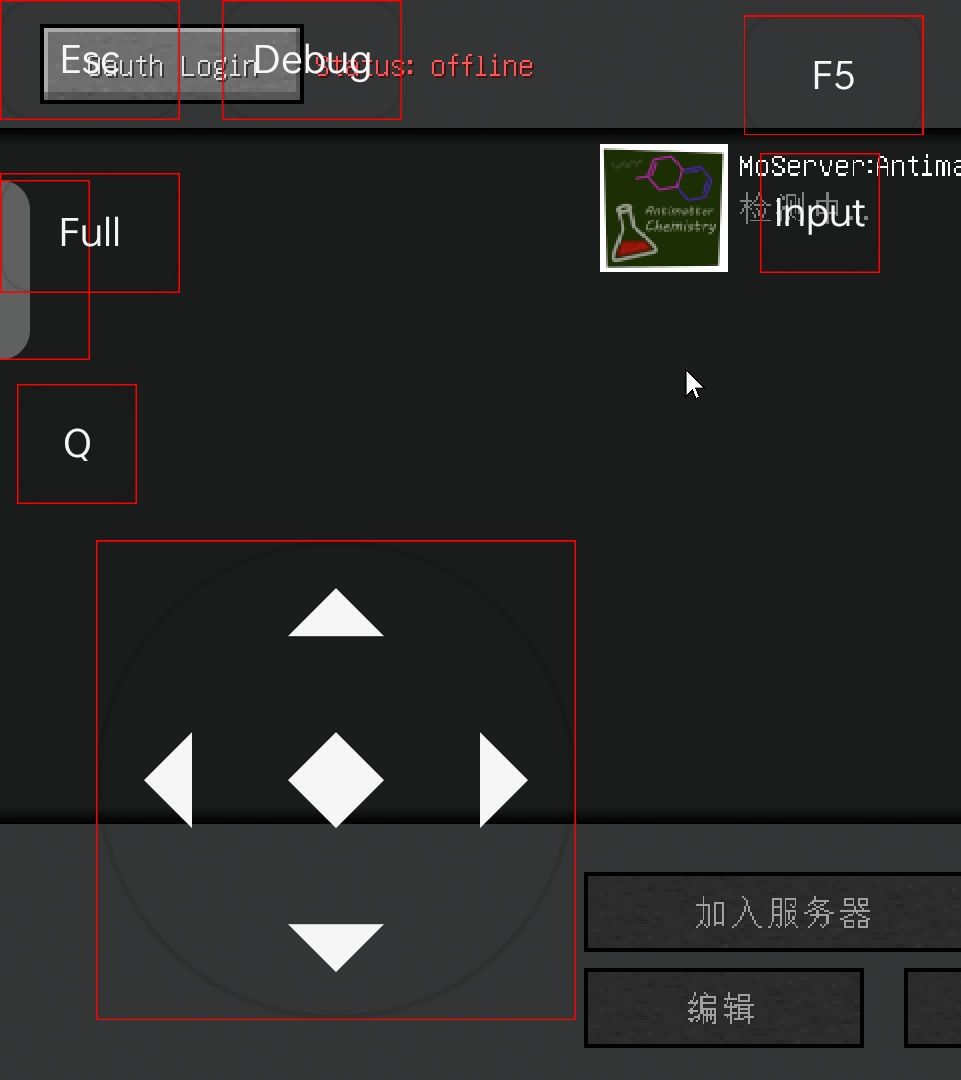 Esc
Oauth Login
Debug
Status: offline
F5
MoServer:Antima
检测中...
Input
Antimatter
Chemistry
Full
Q
加入服务器
编辑